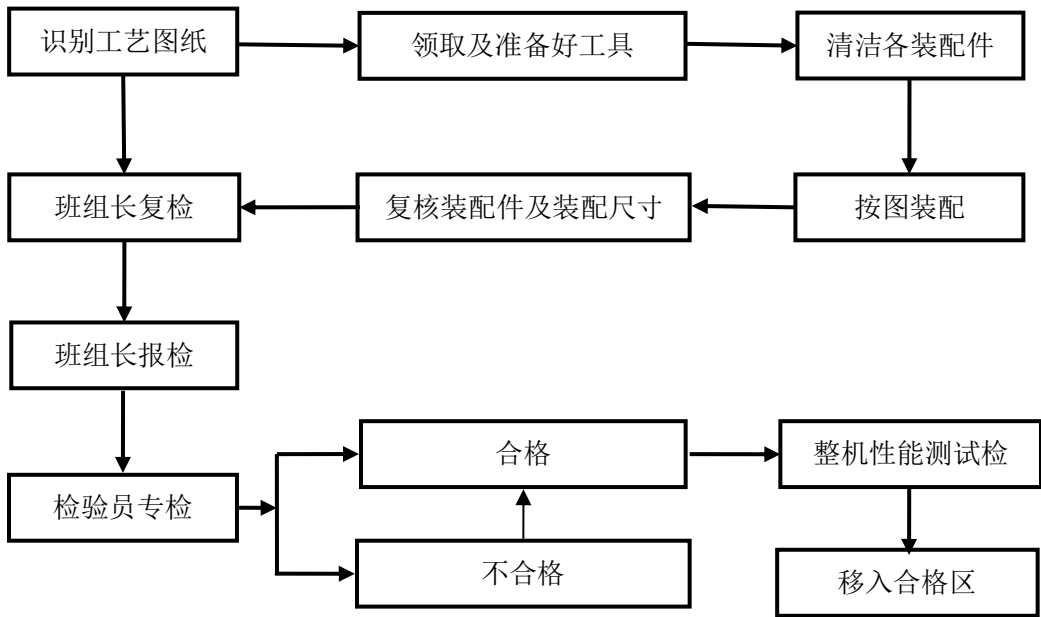 识别工艺图纸
领取及准备好工具
清洁各装配件
班组长复检
复核装配件及装配尺寸
按图装配
班组长报检
合格
整机性能测试检
检验员专检
不合格
移入合格区